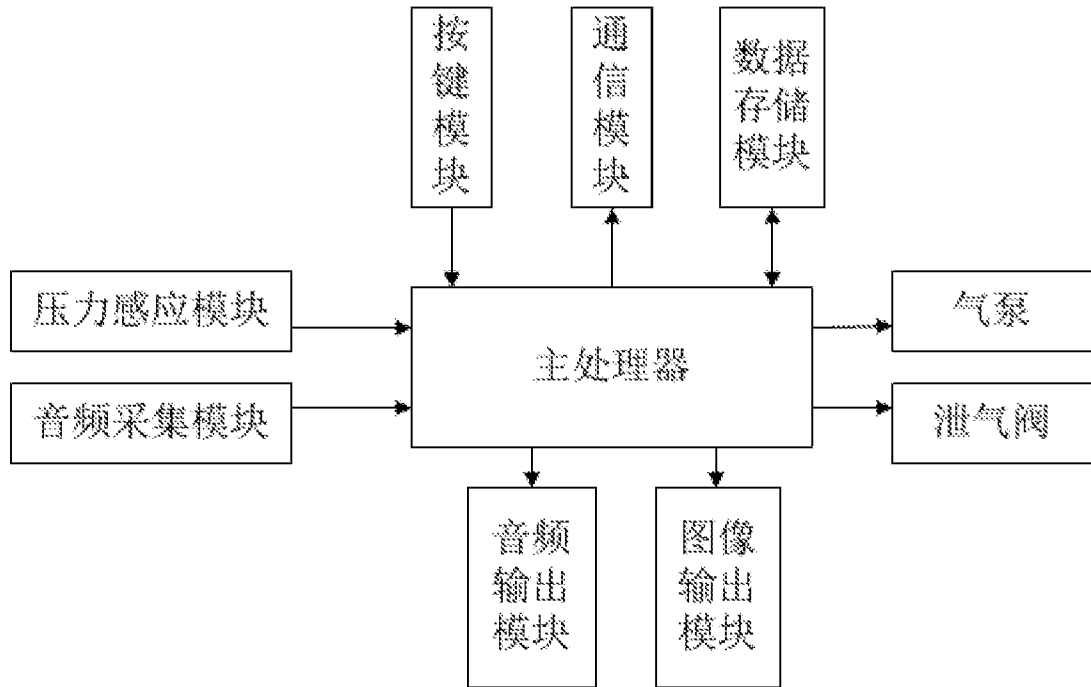 按
键
模
块
通
信
模
块
数据
存储
模块
压力感应模块
音频采集模块
主处理器
气泵
泄气阀
音频
输出
模块
图像
输出
模块